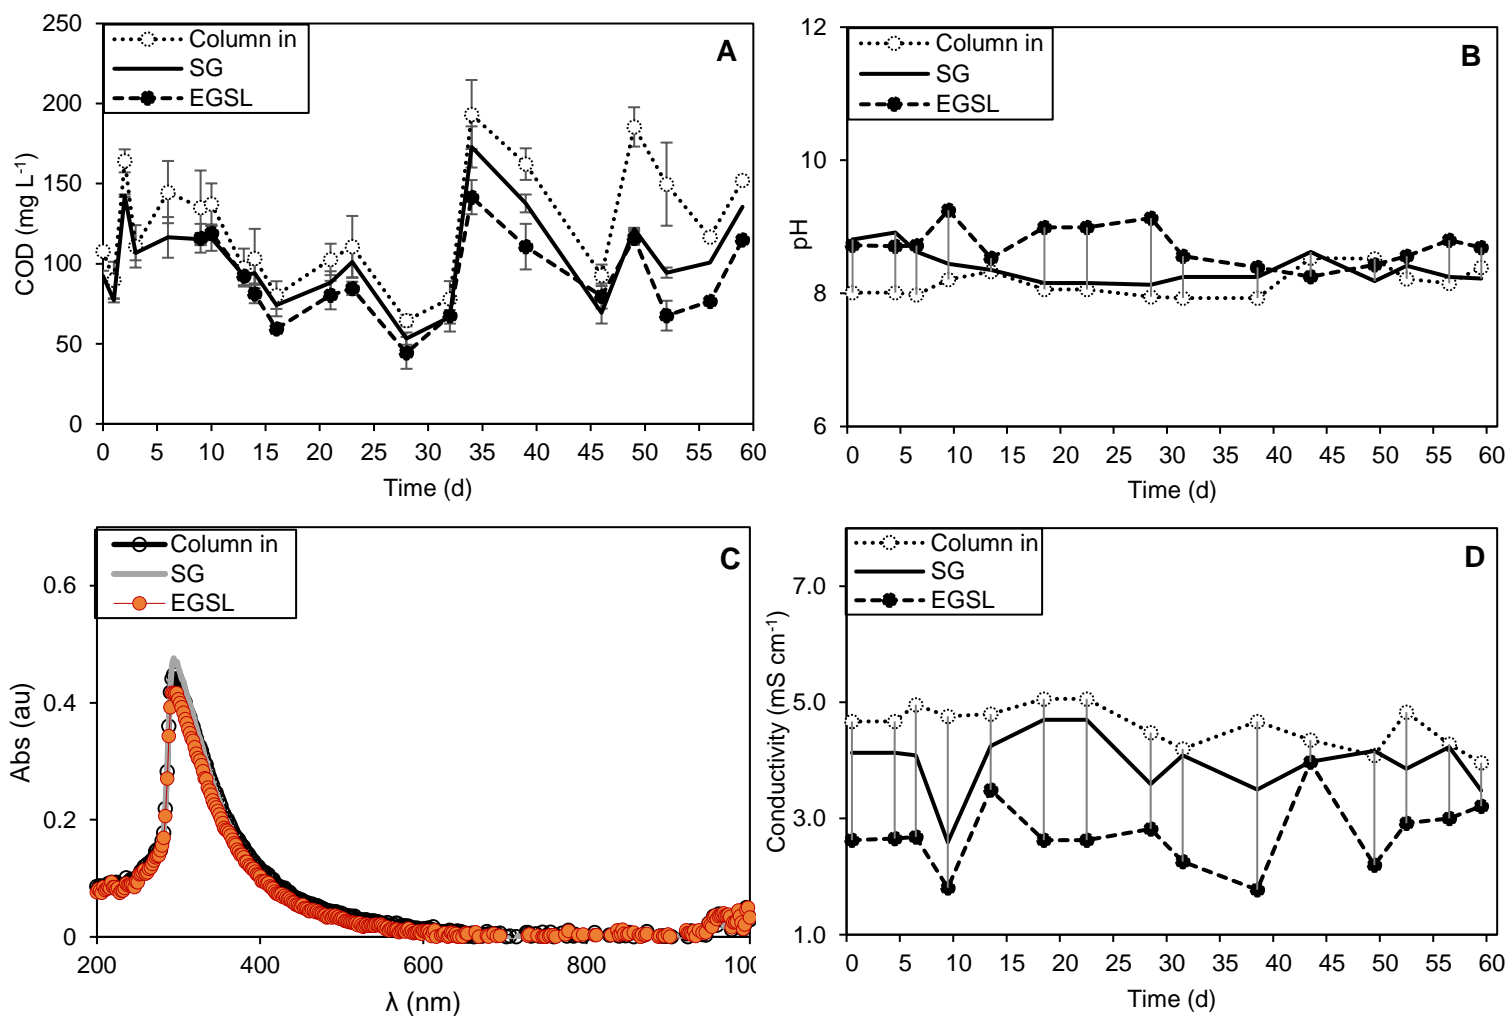 A
Column in
SG
EGSL
COD (mg L-1)
250
200
150
100
50
0
0 5 10 15 20 25 30 35 40 45 50 55 60
Time (d)
B
Column in
SG
EGSL
pH
12
10
8
6
0 5 10 15 20 25 30 35 40 45 50 55 60
Time (d)
C
Column in
SG
EGSL
Abs (au)
0.6
0.4
0.2
0
200 400 600 800 100
λ (nm)
D
Column in
SG
EGSL
Conductivity (mS cm-1)
7.0
5.0
3.0
1.0
0 5 10 15 20 25 30 35 40 45 50 55 60
Time (d)